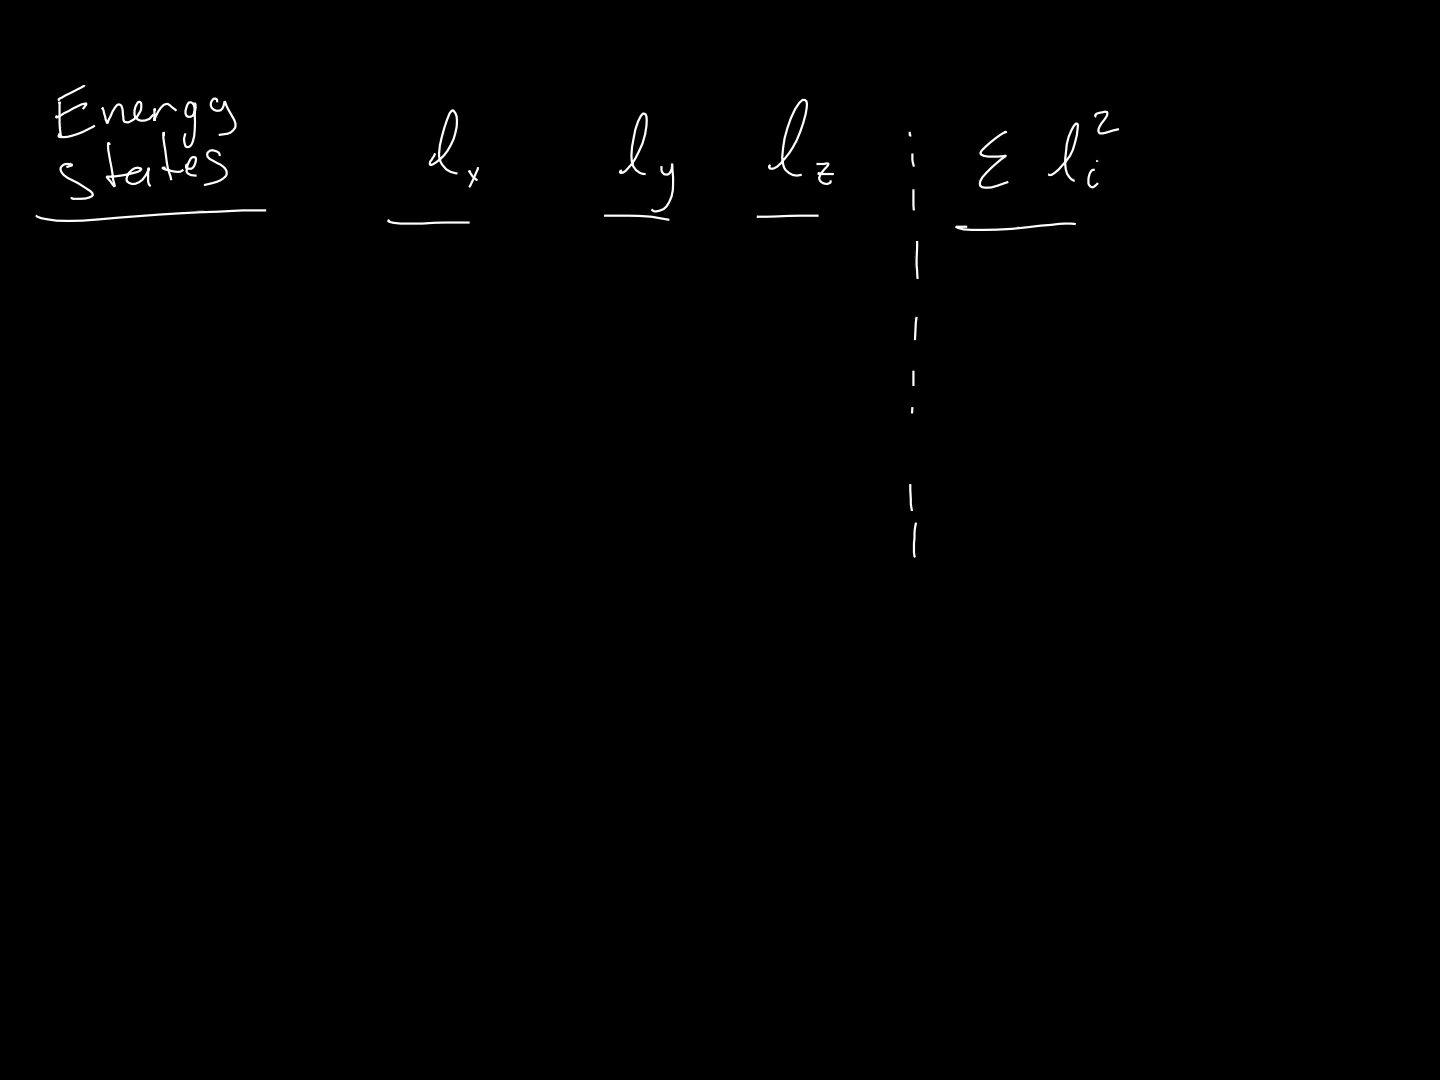 Energy
states l_x l_y l_z Σ l_i^2